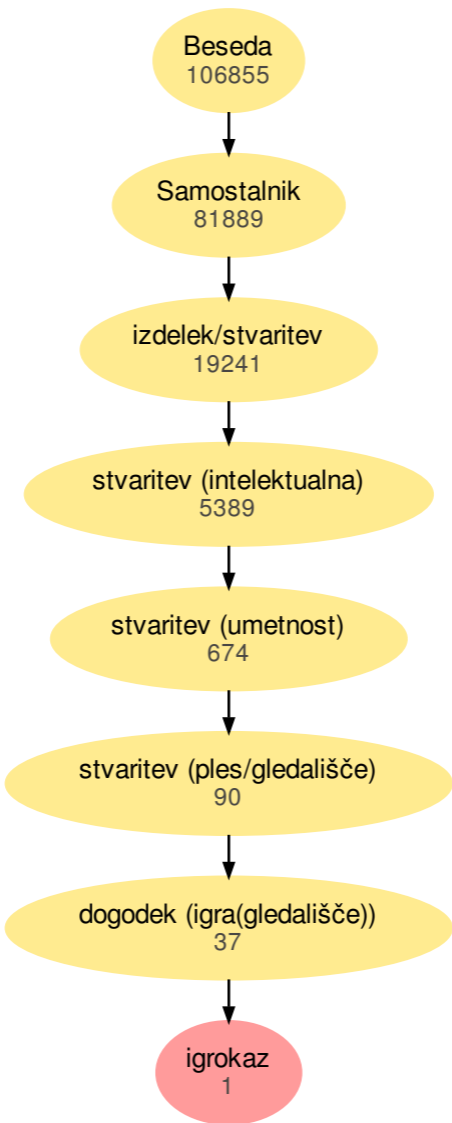 Beseda
106855
Samostalnik
81889
izdelek/stvaritev
19241
stvaritev (intelektualna)
5389
stvaritev (umetnost)
674
stvaritev (ples/gledališče)
90
dogodek (igra(gledališče))
37
igrokaz
1